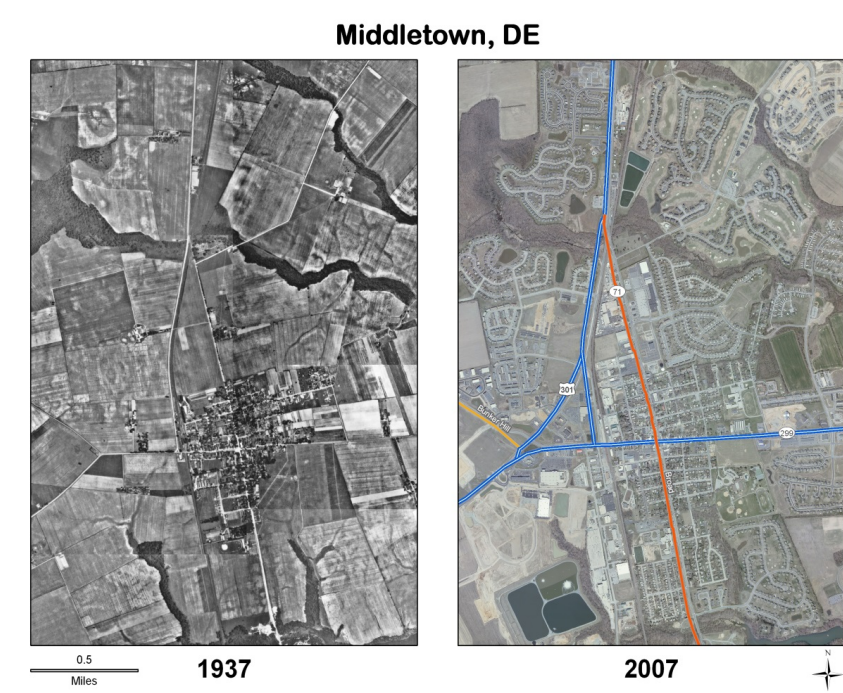 Middletown, DE
71
301
Bunker Hill
299
Broad
0.5
Miles
1937
2007
N